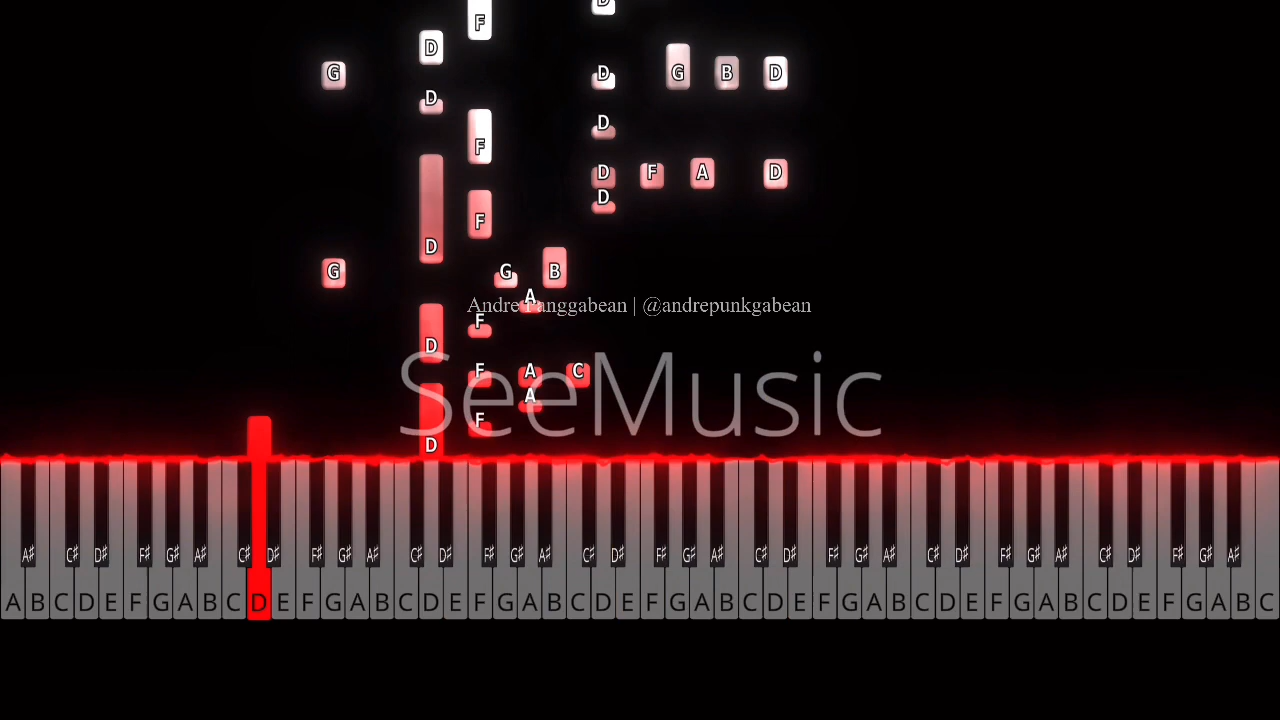 D
F D
D D G B D
G D
D
F
D F A D
D
F
D
G G B
A
Andre Panggabean | @andrepunkgabean
F
D
F A C
A
SeeMusic
F
D
A♯ C♯ D♯ F♯ G♯ A♯ C♯ D♯ F♯ G♯ A♯ C♯ D♯ F♯ G♯ A♯ C♯ D♯ F♯ G♯ A♯ C♯ D♯ F♯ G♯ A♯ C♯ D♯ F♯ G♯ A♯ C♯ D♯ F♯ G♯ A♯
A B C D E F G A B C D E F G A B C D E F G A B C D E F G A B C D E F G A B C D E F G A B C D E F G A B C